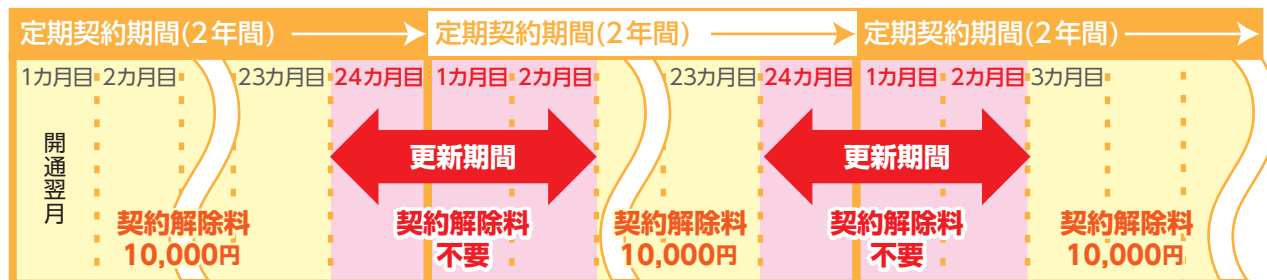 定期契約期間(2年間) 定期契約期間(2年間) 定期契約期間(2年間)
1カ月目 2カ月目 23カ月目 24カ月目 1カ月目 2カ月目 23カ月目 24カ月目 1カ月目 2カ月目 3カ月目
開通翌月
更新期間 更新期間
契約解除料 契約解除料 契約解除料 契約解除料 契約解除料
10,000円 不要 10,000円 不要 10,000円